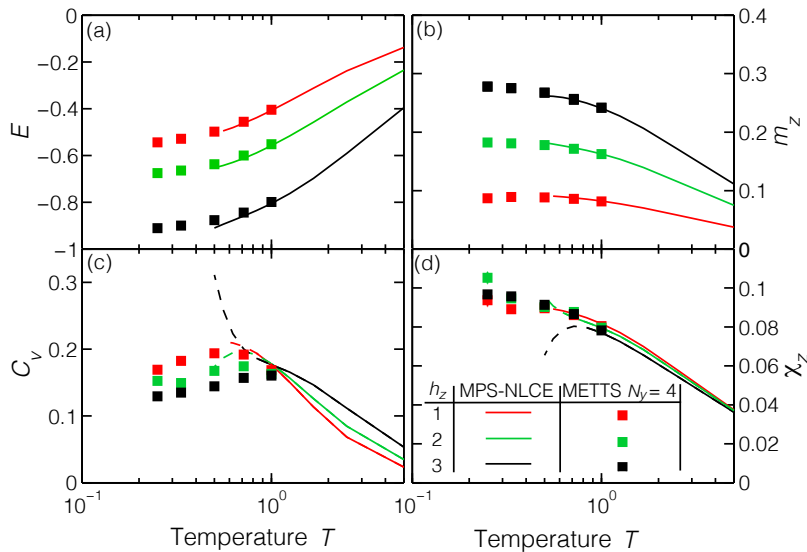 (a)
(b)
0
−0.2
−0.4
−0.6
−0.8
−1
E
0.4
0.3
0.2
0.1
0
m_z
(c)
(d)
0.3
0.2
0.1
0
C_v
0.1
0.08
0.06
0.04
0.02
0
χ_z
h_z MPS-NLCE METTS N_y = 4
1
2
3
10^−1 10^0 10^1
10^−1 10^0
Temperature T
Temperature T